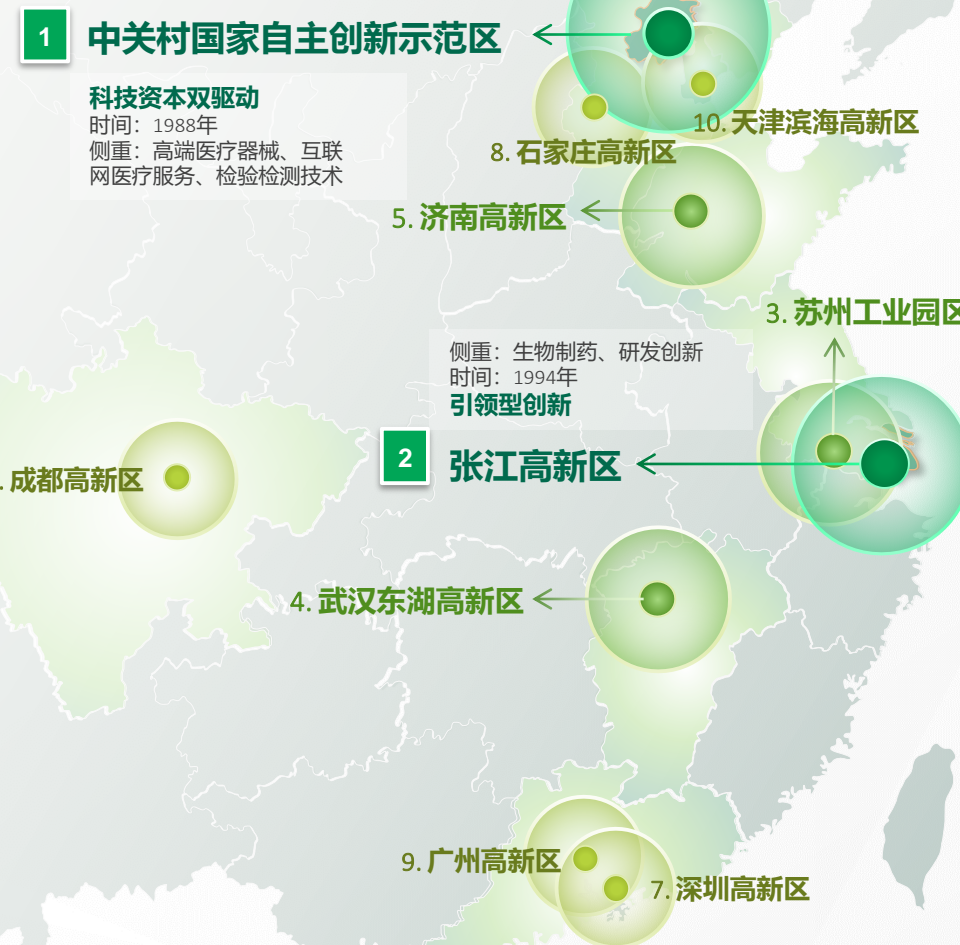 1 中关村国家自主创新示范区
科技资本双驱动
时间：1988年
侧重：高端医疗器械、互联
网医疗服务、检验检测技术
10. 天津滨海高新区
8. 石家庄高新区
5. 济南高新区
3. 苏州工业园区
侧重：生物制药、研发创新
时间：1994年
引领型创新
2 张江高新区
. 成都高新区
4. 武汉东湖高新区
9. 广州高新区
7. 深圳高新区